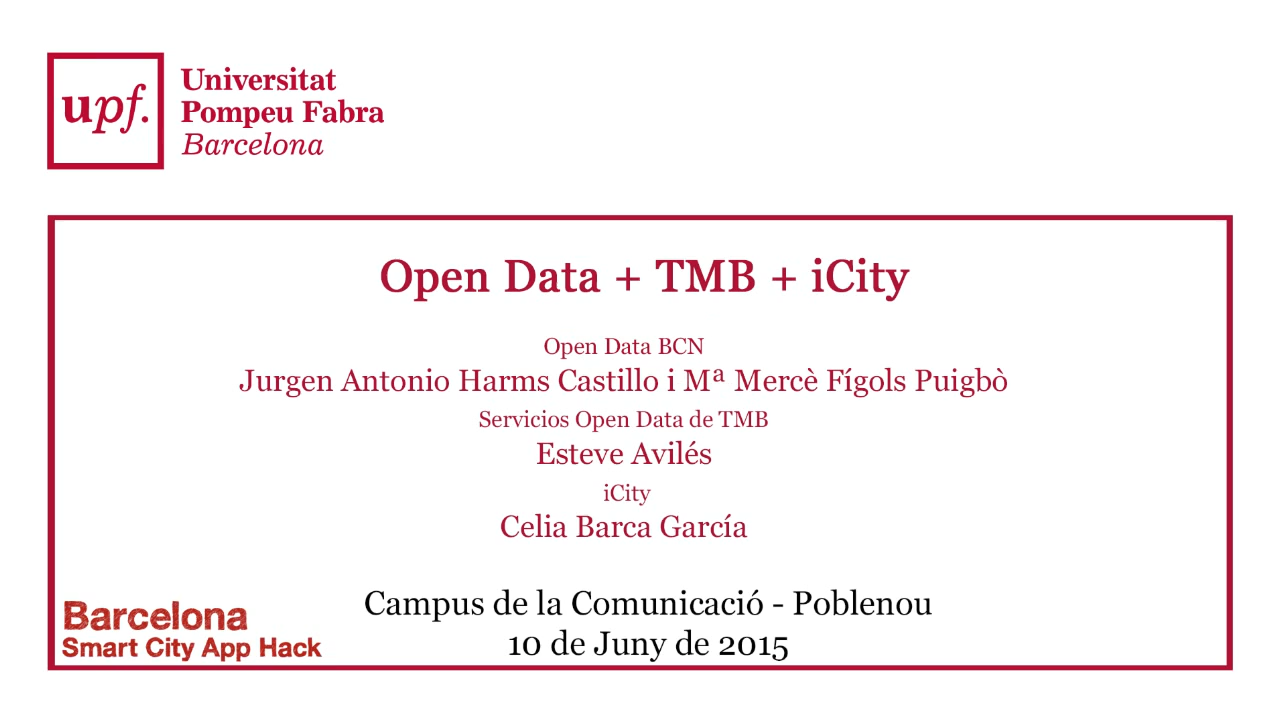 upf.
Universitat
Pompeu Fabra
Barcelona
Open Data + TMB + iCity
Open Data BCN
Jurgen Antonio Harms Castillo i Mª Mercè Fígols Puigbò
Servicios Open Data de TMB
Esteve Avilés
iCity
Celia Barca García
Campus de la Comunicació - Poblenou
10 de Juny de 2015
Barcelona
Smart City App Hack